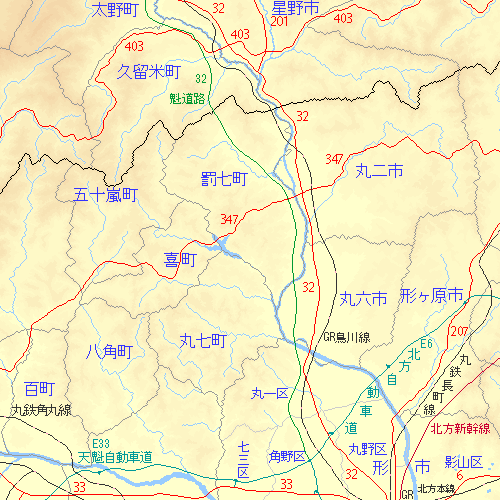 太野町
32
星野市
201
403
403
403
久留米町
32
魁道路
32
347
罰七町
丸二市
五十嵐町
347
喜町
32
丸六市
形ヶ原市
207
丸七町
GR鳥川線
北方自動車道
E6
八角町
丸鉄長町線
百町
丸一区
丸鉄角丸線
北方新幹線
E33
天魁自動車道
七三区
角野区
丸野区
影山区
形市
6
32
33
33
GR
北方本線